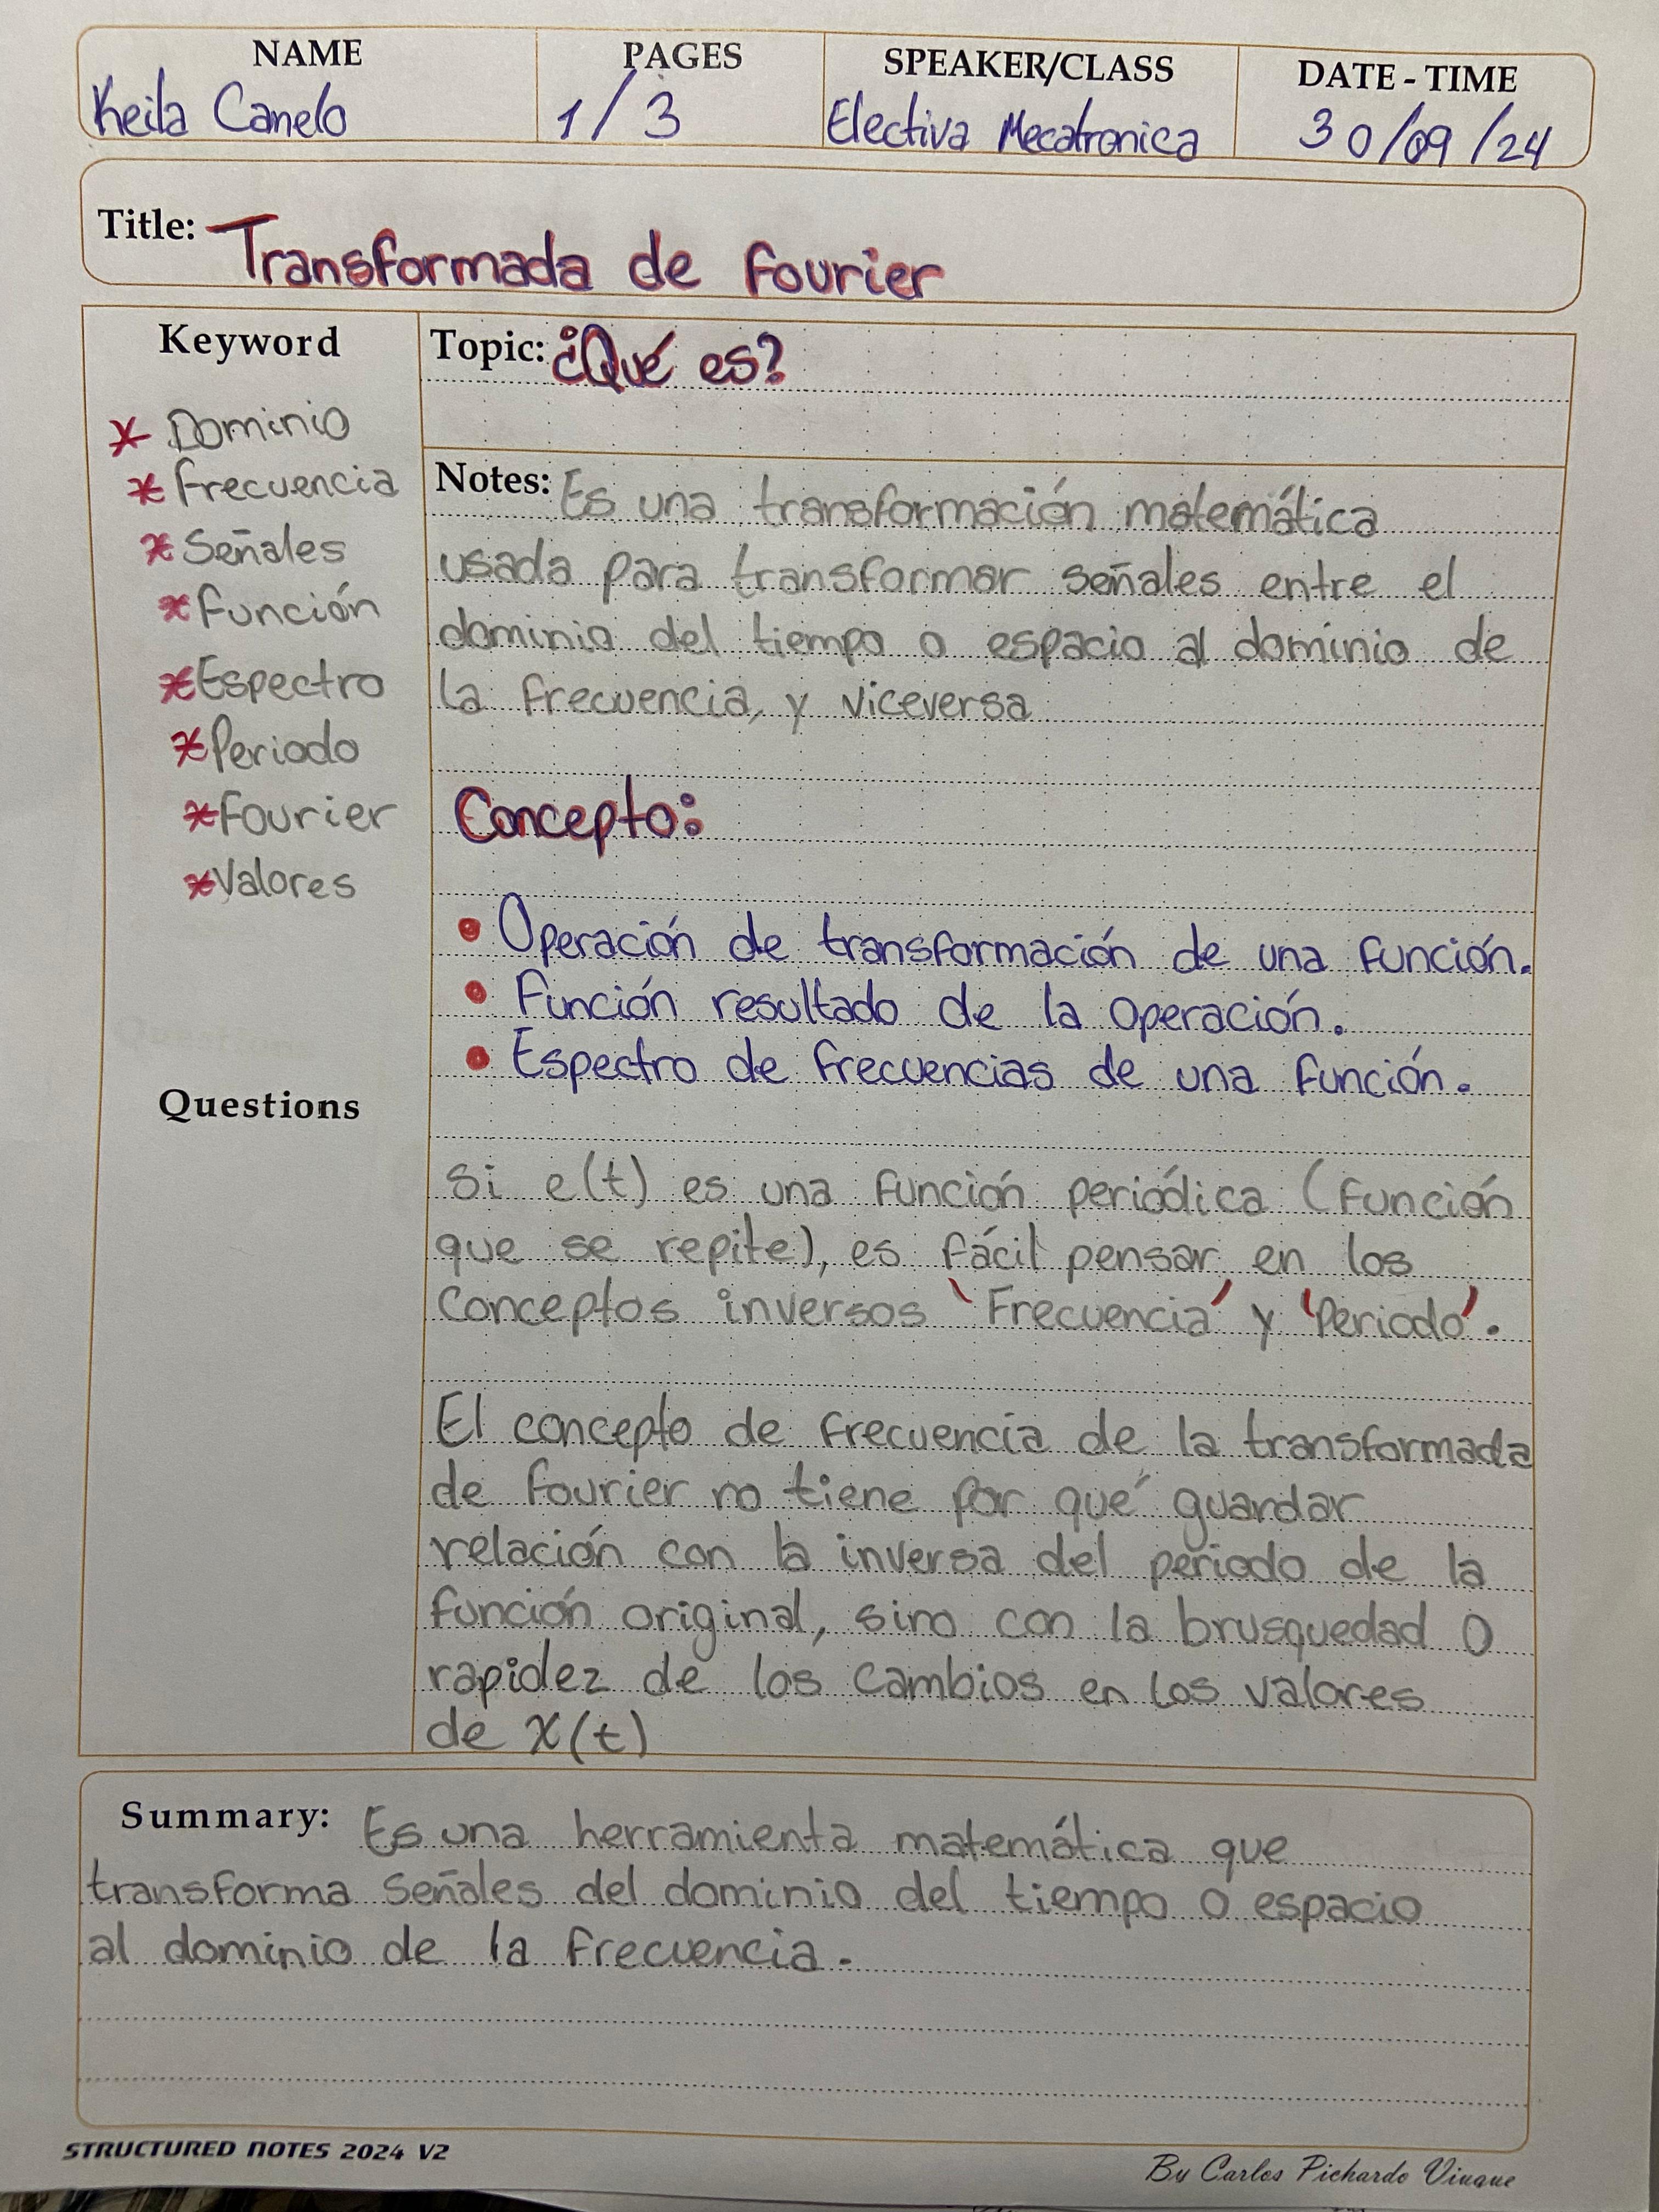 NAME PAGES SPEAKER/CLASS DATE - TIME
Keila Canelo 1/3 Electiva Mecatronica 30/09/24
Title: Transformada de Fourier
Keyword
* Dominio
* Frecuencia
* Señales
* Función
* Espectro
* Periodo
* Fourier
* Valores
Questions
Topic: ¿Qué es?
Notes: Es una transformación matemática
usada para transformar señales entre el
dominio del tiempo o espacio al dominio de
la frecuencia, y viceversa
Concepto:
• Operación de transformación de una función.
• Función resultado de la operación.
• Espectro de frecuencias de una función.
Si e(t) es una función periódica (función
que se repite), es fácil pensar en los
conceptos inversos 'Frecuencia' y 'Periodo'.
El concepto de frecuencia de la transformada
de fourier no tiene por qué guardar
relación con la inversa del periodo de la
función original, sino con la brusquedad o
rapidez de los cambios en los valores
de x(t)
Summary: Es una herramienta matemática que
transforma señales del dominio del tiempo o espacio
al dominio de la frecuencia.
STRUCTURED NOTES 2024 V2
By Carlos Pichardo Viuque